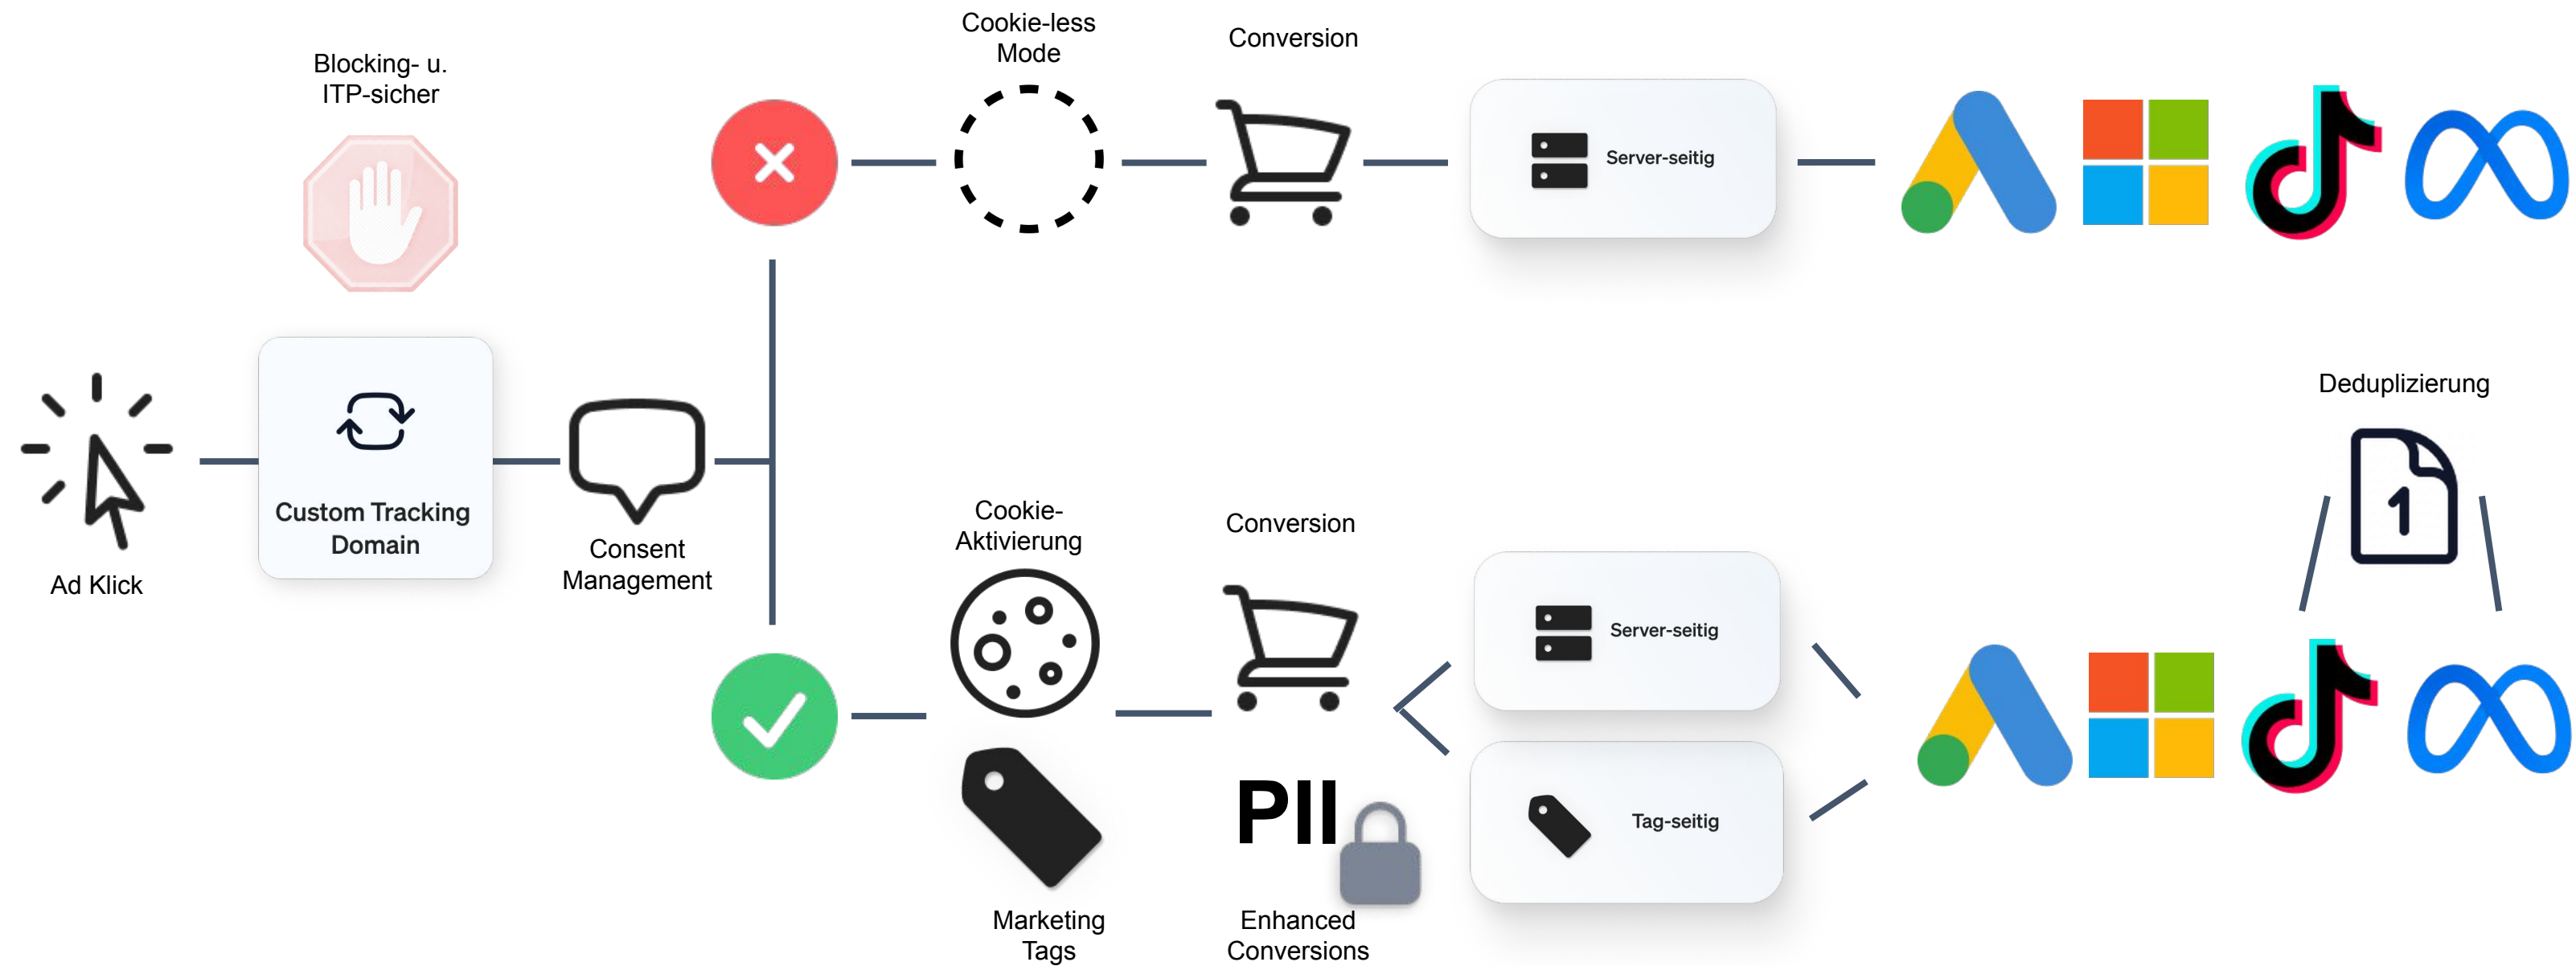 Blocking- u.
ITP-sicher
Cookie-less
Mode
Conversion
Server-seitig
Ad Klick
Custom Tracking
Domain
Consent
Management
Cookie-
Aktivierung
Conversion
Server-seitig
Deduplizierung
1
Marketing
Tags
PII
Enhanced
Conversions
Tag-seitig